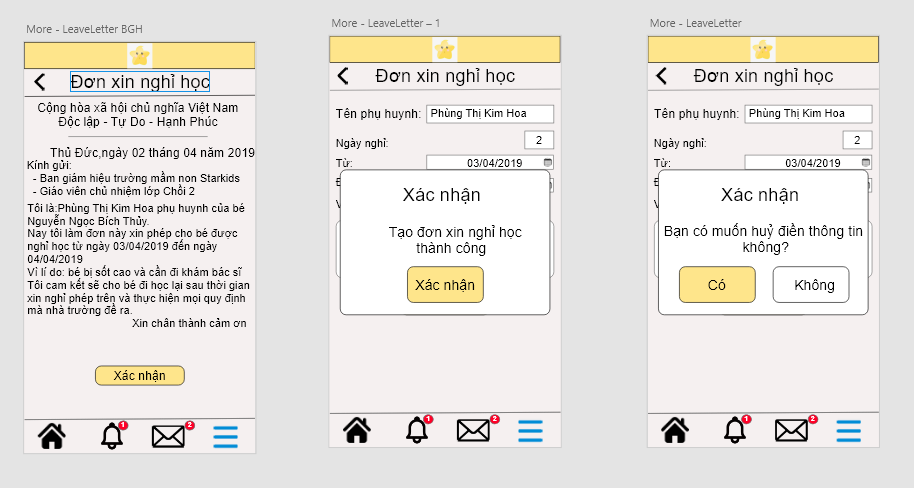 More - LeaveLetter BGH
Đơn xin nghỉ học
Cộng hòa xã hội chủ nghĩa Việt Nam
Độc lập - Tự Do - Hạnh Phúc
Thủ Đức,ngày 02 tháng 04 năm 2019
Kính gửi:
- Ban giám hiệu trường mầm non Starkids
- Giáo viên chủ nhiệm lớp Chồi 2
Tôi là:Phùng Thị Kim Hoa phụ huynh của bé
Nguyễn Ngọc Bích Thủy.
Nay tôi làm đơn này xin phép cho bé được
nghỉ học từ ngày 03/04/2019 đến ngày
04/04/2019
Vì lí do: bé bị sốt cao và cần đi khám bác sĩ
Tôi cam kết sẽ cho bé đi học lại sau thời gian
xin nghỉ phép trên và thực hiện mọi quy định
mà nhà trường đề ra.
Xin chân thành cảm ơn
Xác nhận
1
2
More - LeaveLetter – 1
Đơn xin nghỉ học
Tên phụ huynh: Phùng Thị Kim Hoa
Ngày nghỉ: 2
Từ: 03/04/2019
Xác nhận
Tạo đơn xin nghỉ học
thành công
Xác nhận
1
2
More - LeaveLetter
Đơn xin nghỉ học
Tên phụ huynh: Phùng Thị Kim Hoa
Ngày nghỉ: 2
Từ: 03/04/2019
Xác nhận
Bạn có muốn huỷ điền thông tin
không?
Có Không
1
2